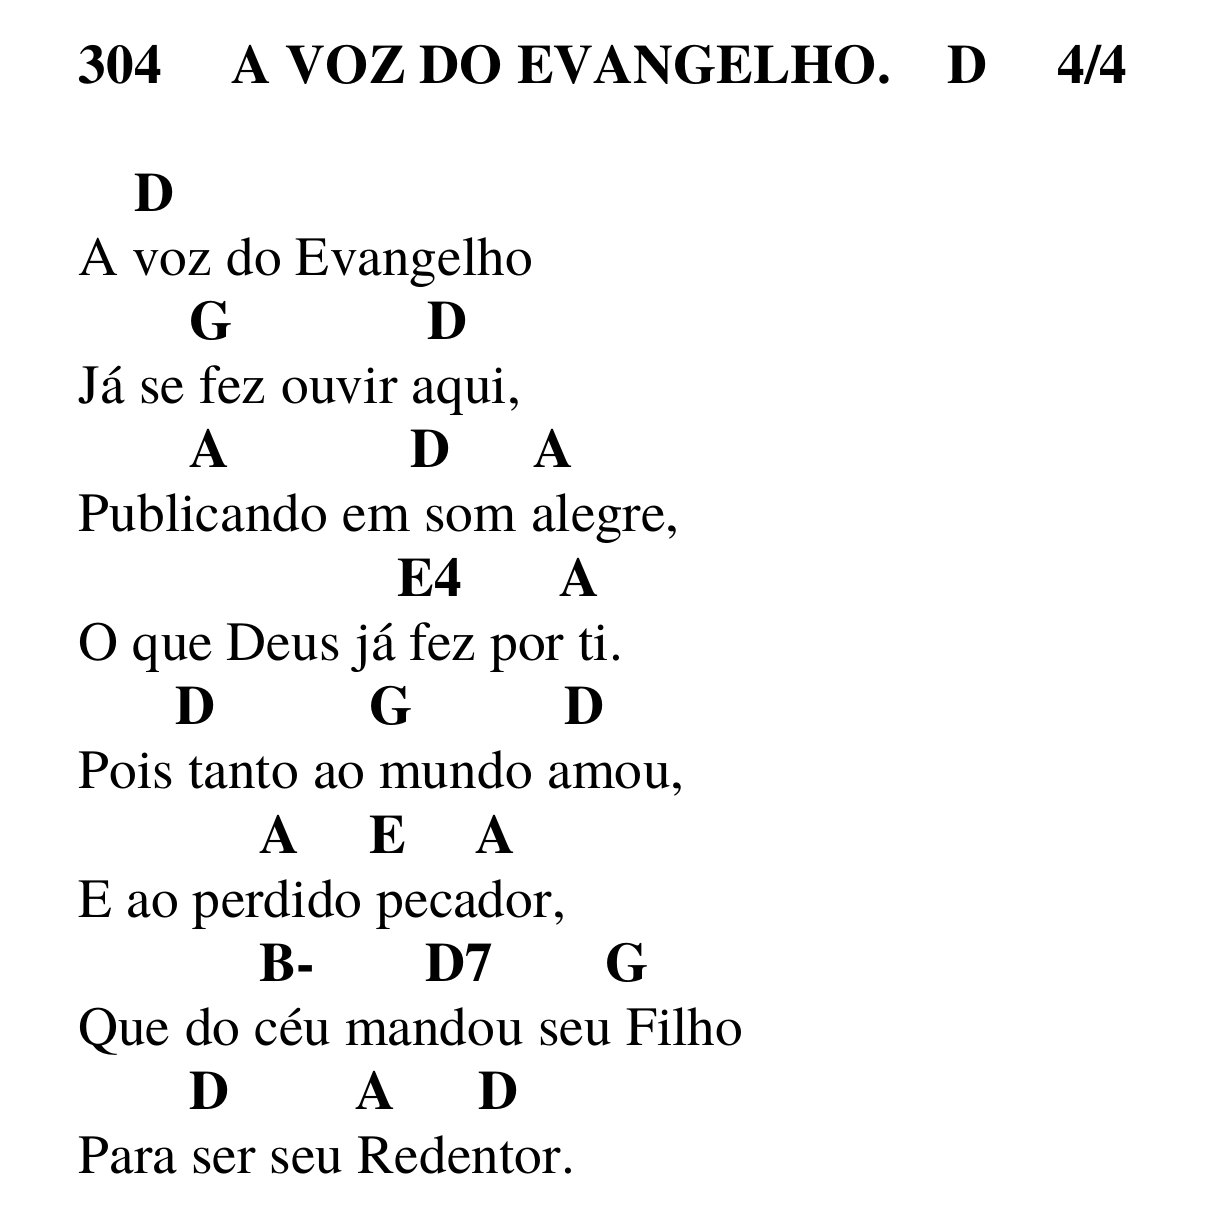 304 A VOZ DO EVANGELHO. D 4/4
D
A voz do Evangelho
G D
Já se fez ouvir aqui,
A D A
Publicando em som alegre,
E4 A
O que Deus já fez por ti.
D G D
Pois tanto ao mundo amou,
A E A
E ao perdido pecador,
B- D7 G
Que do céu mandou seu Filho
D A D
Para ser seu Redentor.